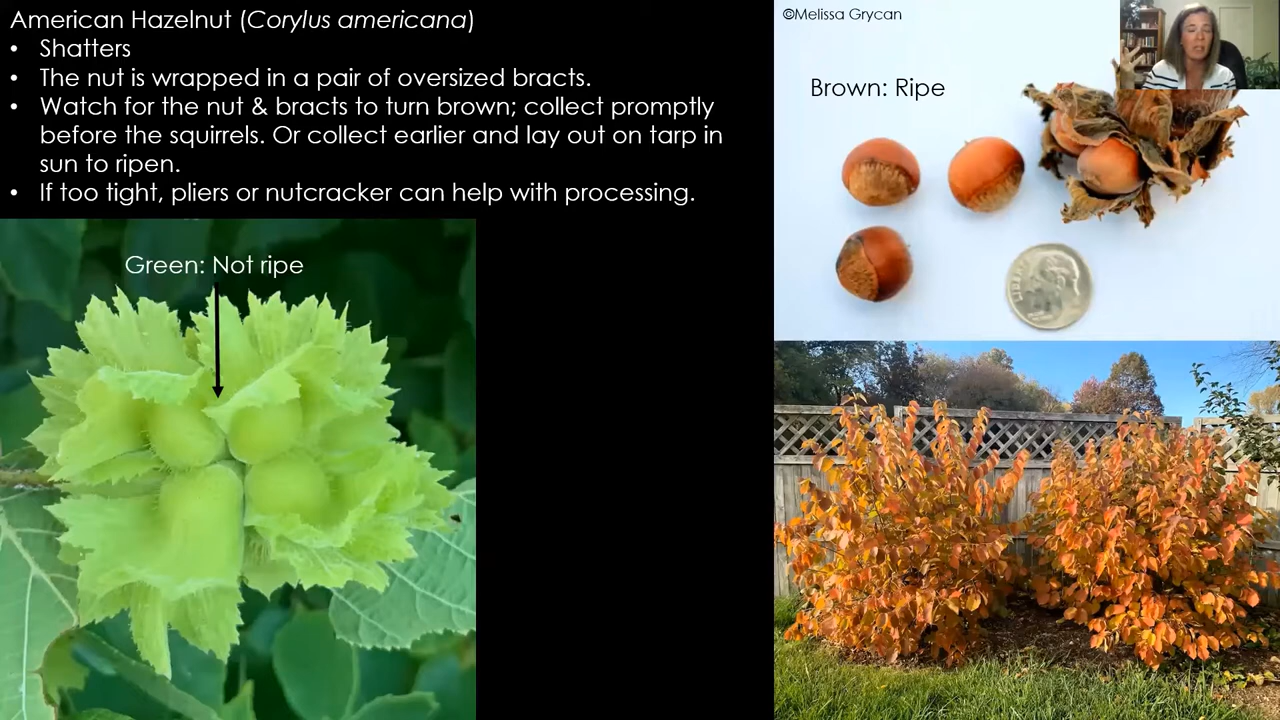 American Hazelnut (Corylus americana)
• Shatters
• The nut is wrapped in a pair of oversized bracts.
• Watch for the nut & bracts to turn brown; collect promptly
before the squirrels. Or collect earlier and lay out on tarp in
sun to ripen.
• If too tight, pliers or nutcracker can help with processing.
Green: Not ripe
©Melissa Grycan
Brown: Ripe
LIBERTY